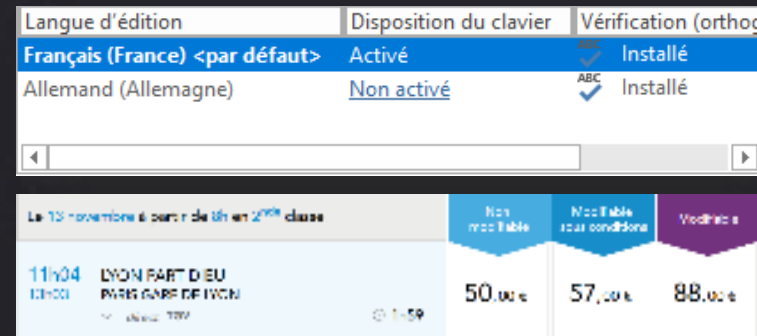 Langue d'édition Disposition du clavier Vérification (orthog
Français (France) <par défaut> Activé ABC Installé
Allemand (Allemagne) Non activé ABC Installé
Le 13 novembre à partir de 8h en 2nde classe
Non modifiable
Modifiable sous conditions
Modifiable
11h04 LYON PART DIEU
PARIS GARE DE LYON
50,00 € 57,00 € 88,00 €